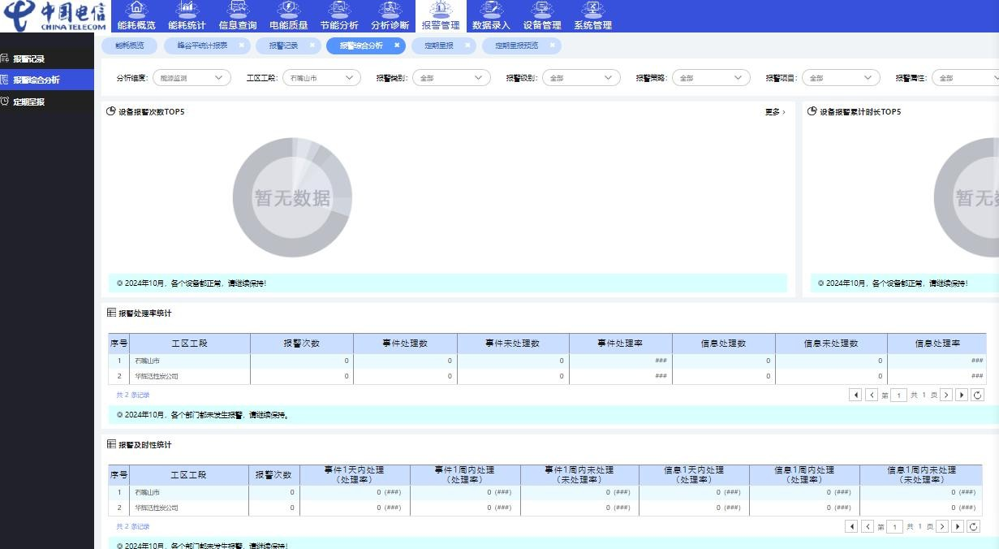 中国电信
CHINA TELECOM
能耗概览 能耗统计 信息查询 电能质量 节能分析 分析诊断 报警管理 数据录入 设备管理 系统管理
报警记录
报警综合分析
定期呈报
能耗概览 峰谷平统计报表 × 报警记录 × 报警综合分析 × 定期呈报 × 定期呈报预览 ×
分析维度: 能源监测 工区工段: 石嘴山市 报警类别: 全部 报警级别: 全部 报警策略: 全部 报警项目: 全部 报警属性: 全部
设备报警次数TOP5 更多 ›
暂无数据
◎ 2024年10月，各个设备都正常，请继续保持!
设备报警累计时长TOP5
暂无
◎ 2024年10月，各个设备都正常，请继续保持!
报警处理率统计
序号 工区工段 报警次数 事件处理数 事件未处理数 事件处理率 信息处理数 信息未处理数 信息处理率
1 石嘴山市 0 0 0 ### 0 0 ###
2 华辉活性炭公司 0 0 0 ### 0 0 ###
共 2 条记录 第 1 共 1 页
◎ 2024年10月，各个部门都未发生报警，请继续保持。
报警及时性统计
序号 工区工段 报警次数 事件1天内处理（处理率） 事件1周内处理（处理率） 事件1周内未处理（未处理率） 信息1天内处理（处理率） 信息1周内处理（处理率） 信息1周内未处理（未处理率）
1 石嘴山市 0 0 (###) 0 (###) 0 (###) 0 (###) 0 (###) 0 (###)
2 华辉活性炭公司 0 0 (###) 0 (###) 0 (###) 0 (###) 0 (###) 0 (###)
共 2 条记录 第 1 共 1 页
◎ 2024年10月，各个部门都未发生报警，请继续保持!